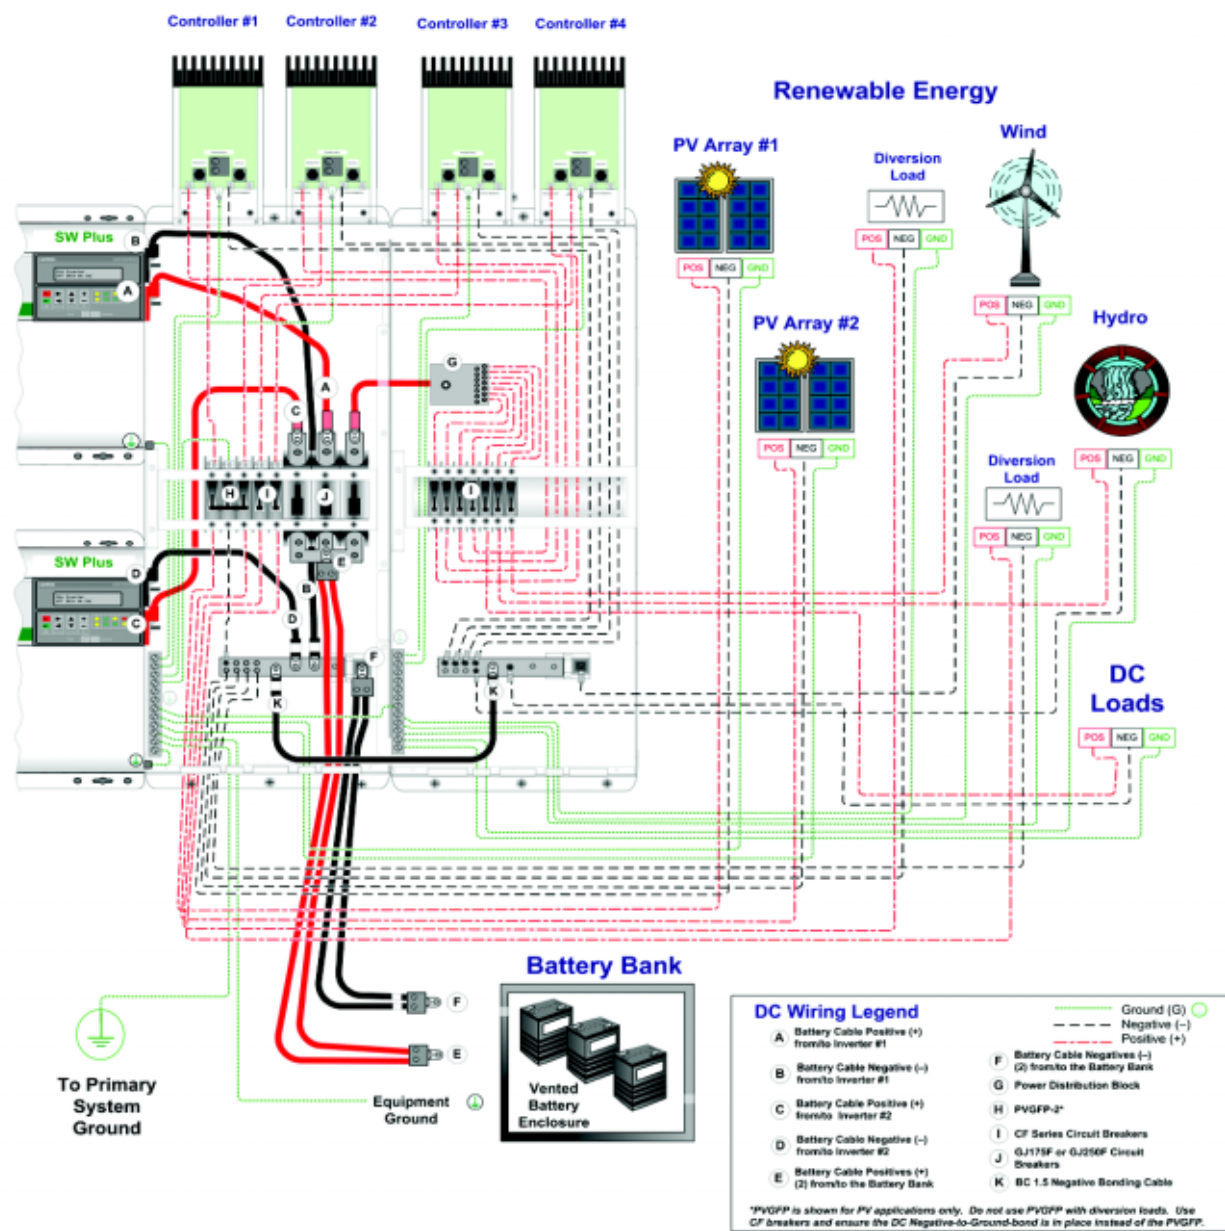 Controller #1
Controller #2
Controller #3
Controller #4
Renewable Energy
Wind
PV Array #1
Diversion
Load
POS NEG GND
POS NEG GND
SW Plus
B
A
POS NEG GND
PV Array #2
Hydro
G
A
C
POS NEG GND
POS NEG GND
Diversion
Load
H
I
J
I
POS NEG GND
E
SW Plus
D
B
C
D
F
K
K
DC
Loads
POS NEG GND
Battery Bank
F
E
Vented
Battery
Enclosure
To Primary
System
Ground
Equipment
Ground
DC Wiring Legend
Ground (G)
Negative (–)
Positive (+)
A Battery Cable Positive (+)
from/to Inverter #1
B Battery Cable Negative (–)
from/to Inverter #1
C Battery Cable Positive (+)
from/to Inverter #2
D Battery Cable Negative (–)
from/to Inverter #2
E Battery Cable Positives (+)
(2) from/to the Battery Bank
F Battery Cable Negatives (–)
(2) from/to the Battery Bank
G Power Distribution Block
H PVGFP-2*
I CF Series Circuit Breakers
J GJ175F or GJ250F Circuit
Breakers
K BC 1.5 Negative Bonding Cable
*PVGFP is shown for PV applications only. Do not use PVGFP with diversion loads. Use
CF breakers and ensure the DC Negative-to-Ground-bond is in place instead of the PVGFP.